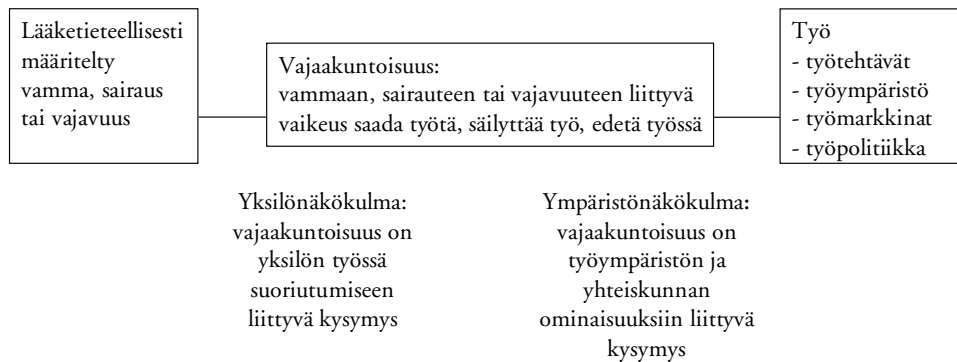 Lääketieteellisesti
määritelty
vamma, sairaus
tai vajavuus
Vajaakuntoisuus:
vammaan, sairauteen tai vajavuuteen liittyvä
vaikeus saada työtä, säilyttää työ, edetä työssä
Työ
- työtehtävät
- työympäristö
- työmarkkinat
- työpolitiikka
Yksilönäkökulma:
vajaakuntoisuus on
yksilön työssä
suoriutumiseen
liittyvä kysymys
Ympäristönäkökulma:
vajaakuntoisuus on
työympäristön ja
yhteiskunnan
ominaisuuksiin liittyvä
kysymys